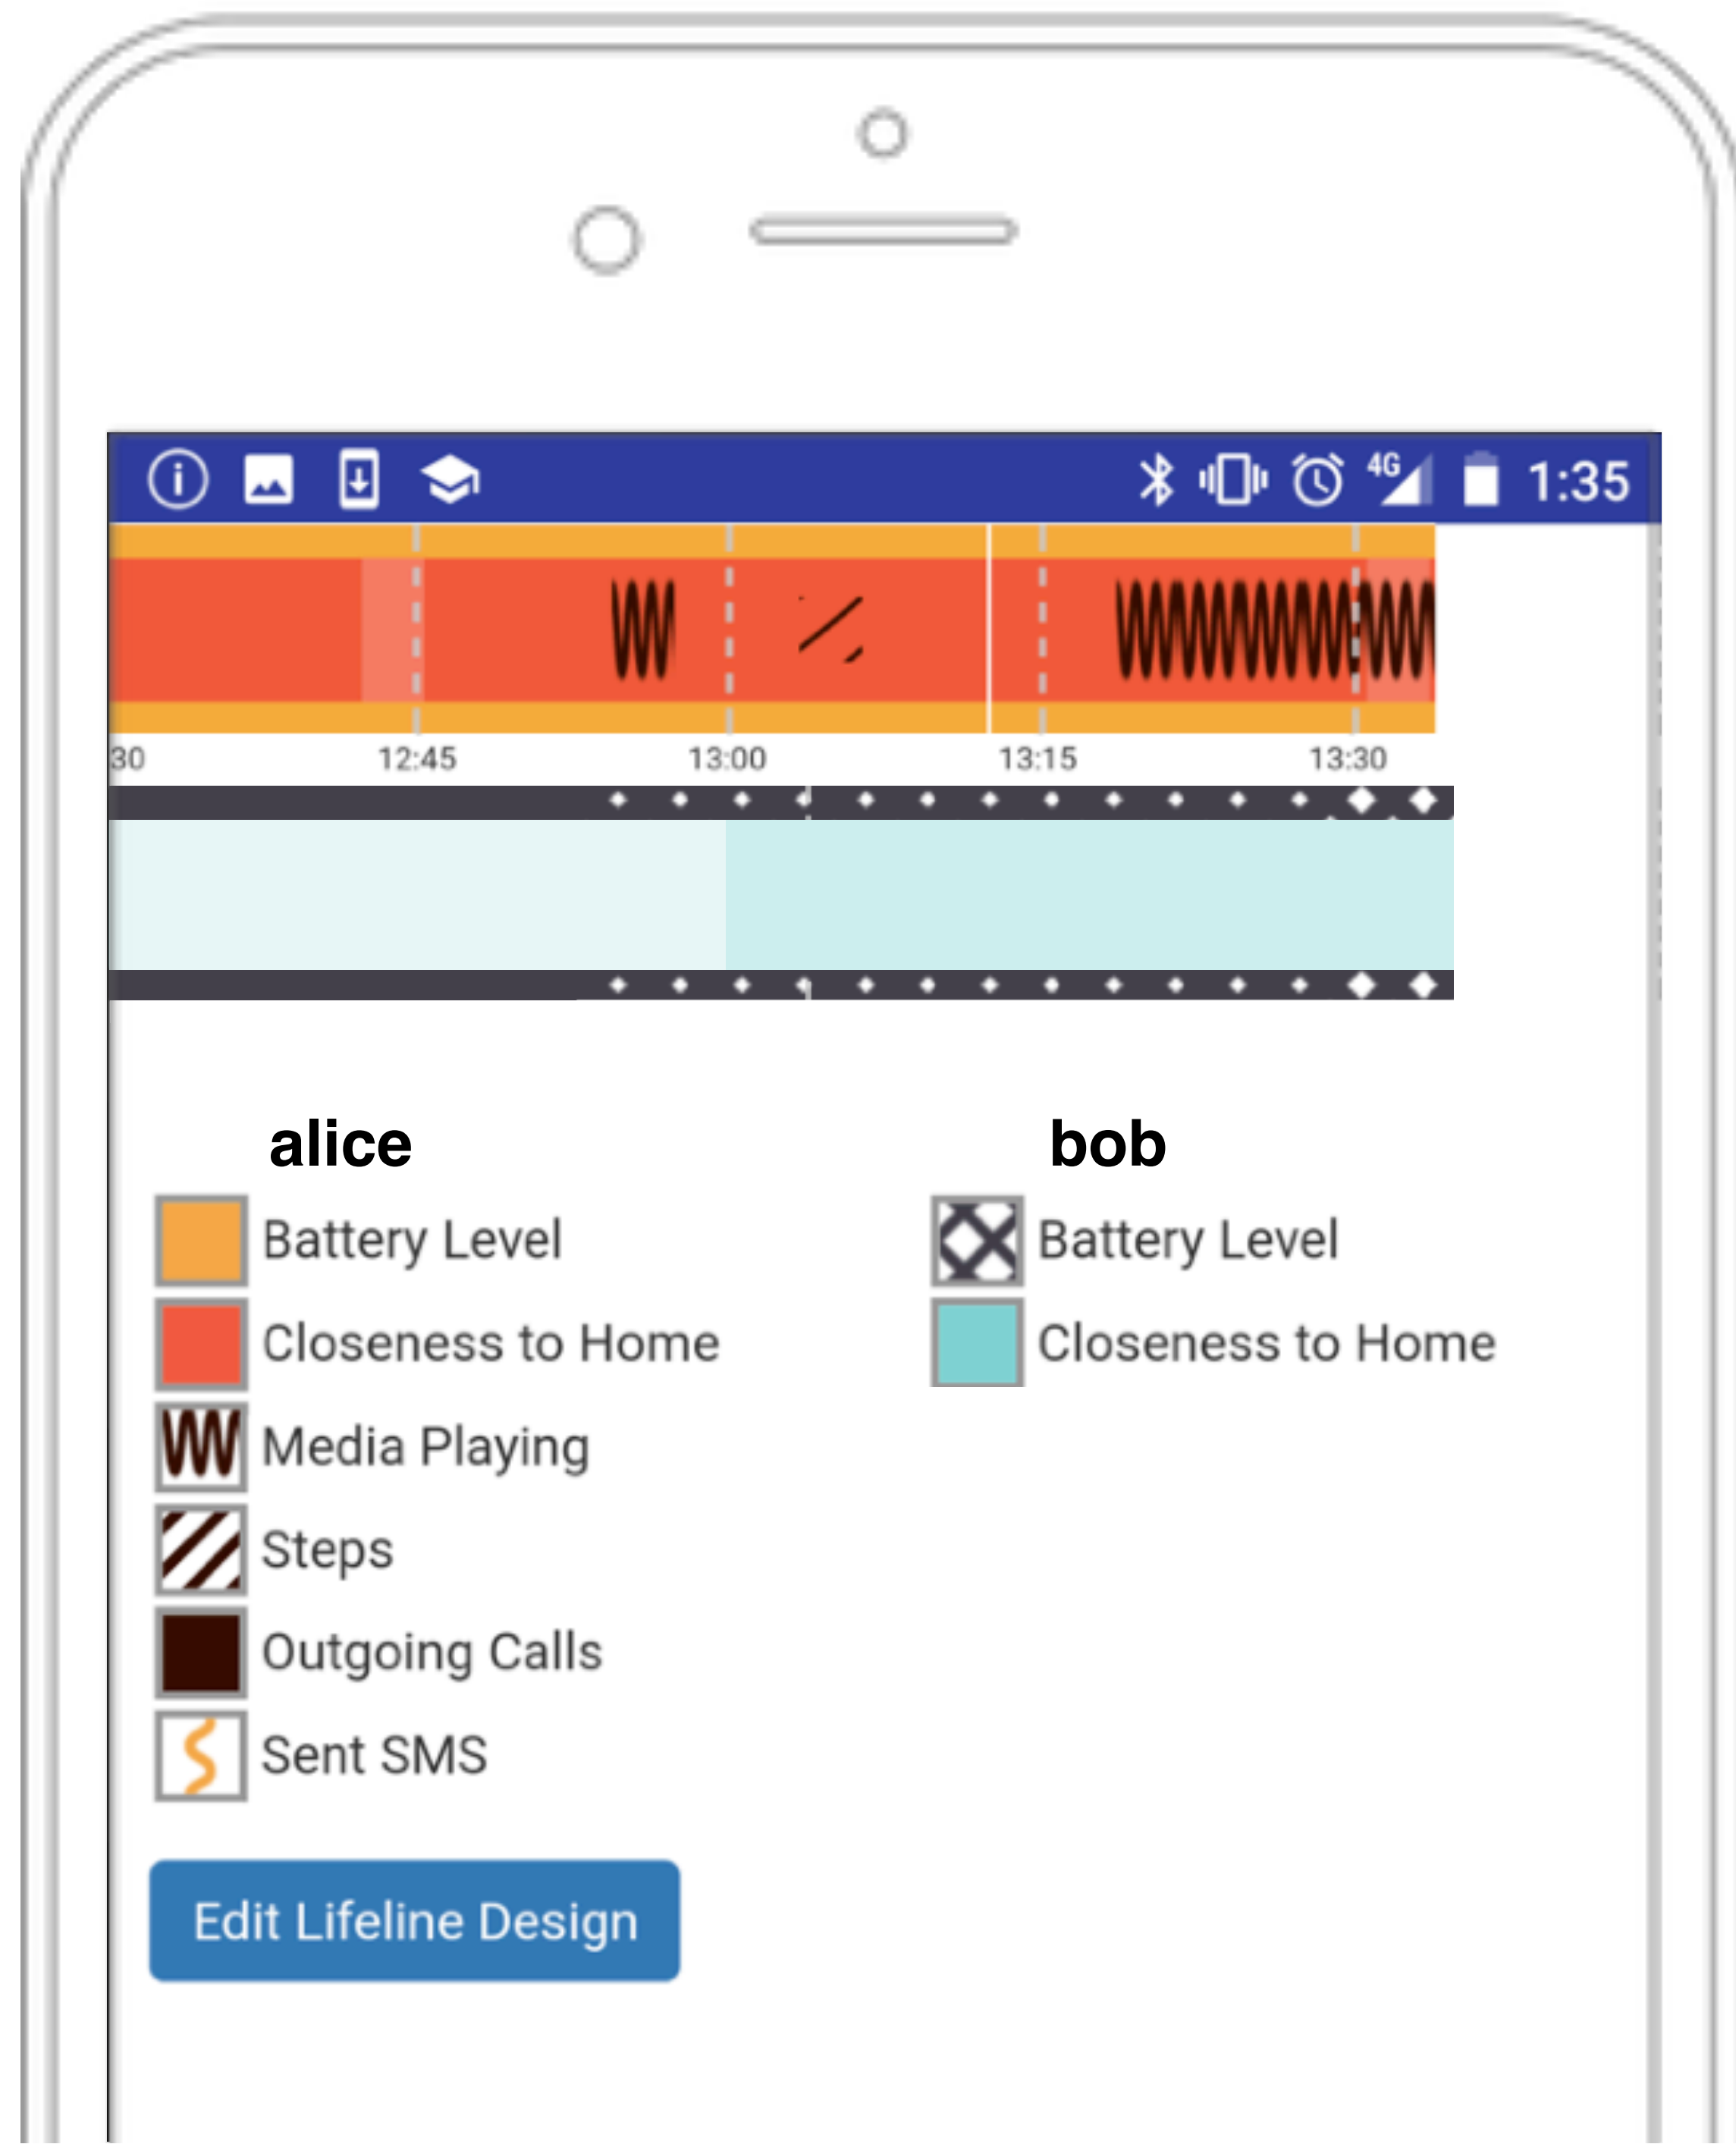 4G 1:35
30 12:45 13:00 13:15 13:30
alice
Battery Level
Closeness to Home
Media Playing
Steps
Outgoing Calls
Sent SMS
bob
Battery Level
Closeness to Home
Edit Lifeline Design